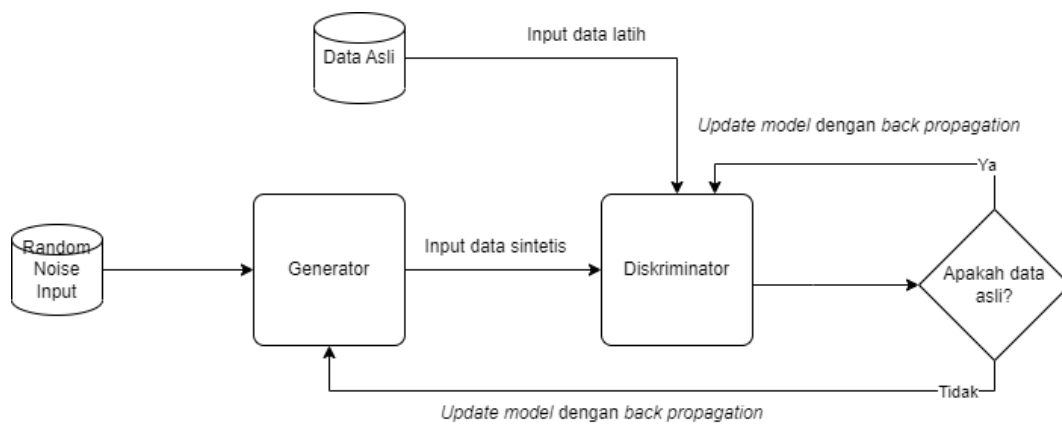 Input data latih
Data Asli
Update model dengan back propagation
Ya
Random
Noise
Input
Generator
Input data sintetis
Diskriminator
Apakah data
asli?
Tidak
Update model dengan back propagation